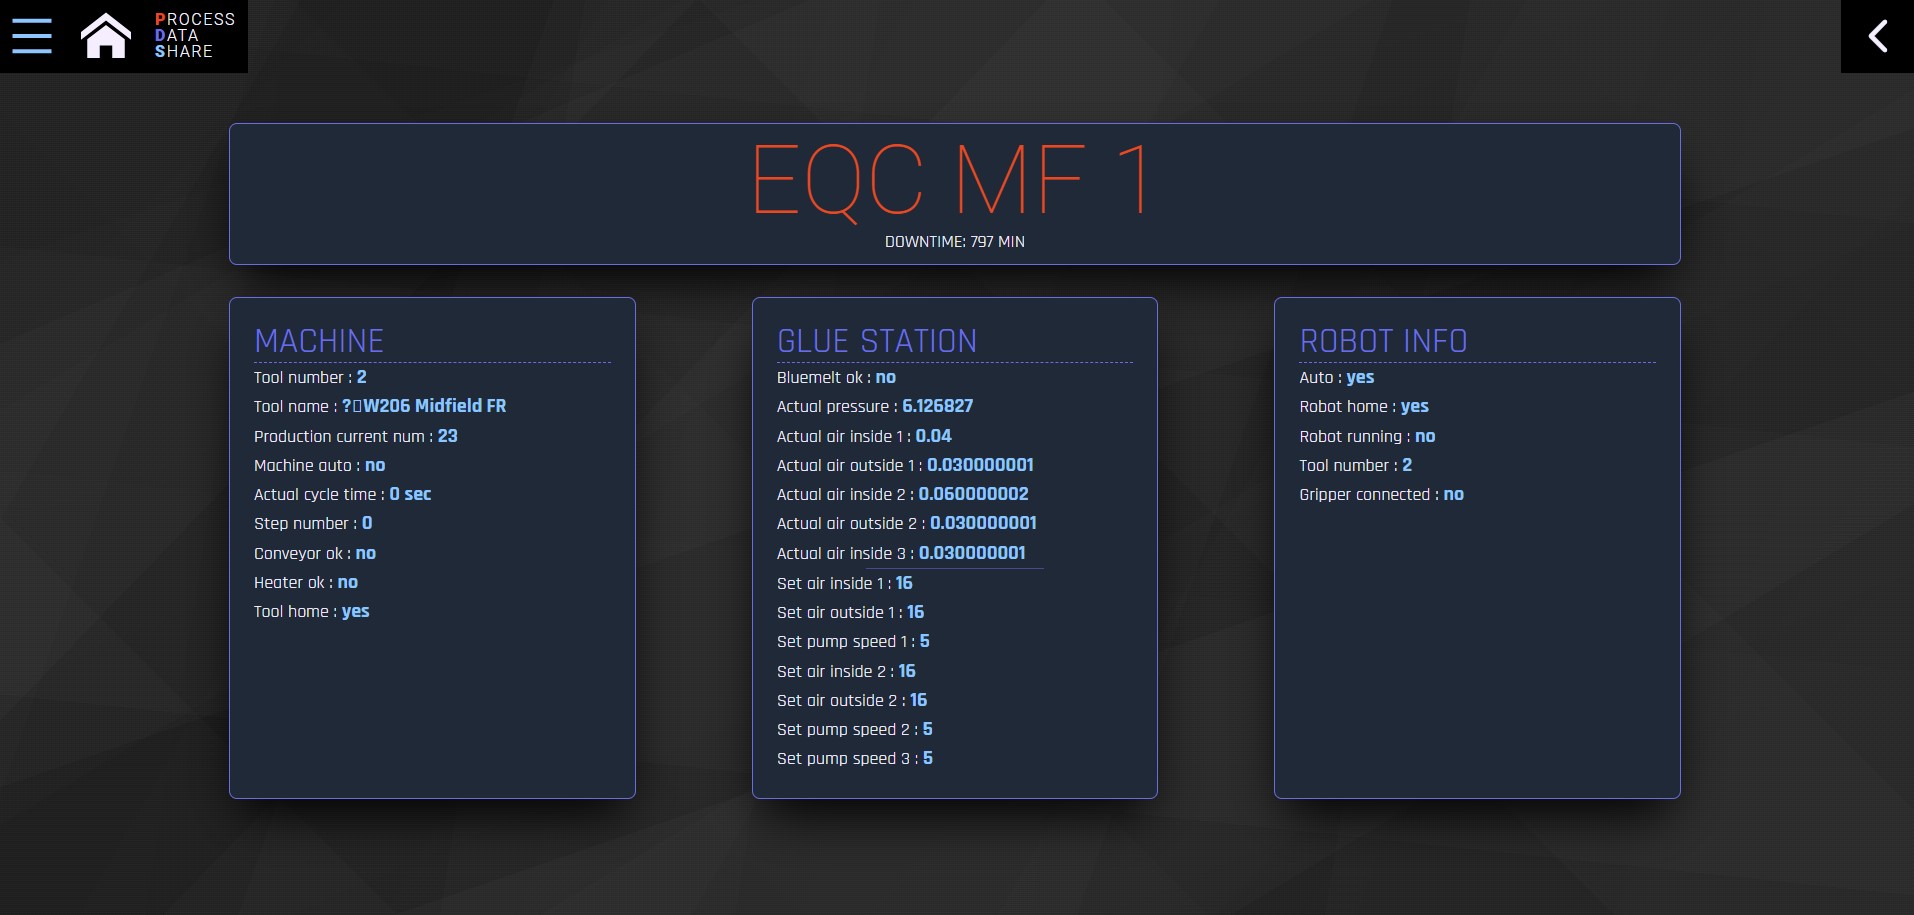 PROCESS
DATA
SHARE
EQC MF 1
DOWNTIME: 797 MIN
MACHINE
Tool number : 2
Tool name : ?▯W206 Midfield FR
Production current num : 23
Machine auto : no
Actual cycle time : 0 sec
Step number : 0
Conveyor ok : no
Heater ok : no
Tool home : yes
GLUE STATION
Bluemelt ok : no
Actual pressure : 6.126827
Actual air inside 1 : 0.04
Actual air outside 1 : 0.030000001
Actual air inside 2 : 0.060000002
Actual air outside 2 : 0.030000001
Actual air inside 3 : 0.030000001
Set air inside 1 : 16
Set air outside 1 : 16
Set pump speed 1 : 5
Set air inside 2 : 16
Set air outside 2 : 16
Set pump speed 2 : 5
Set pump speed 3 : 5
ROBOT INFO
Auto : yes
Robot home : yes
Robot running : no
Tool number : 2
Gripper connected : no